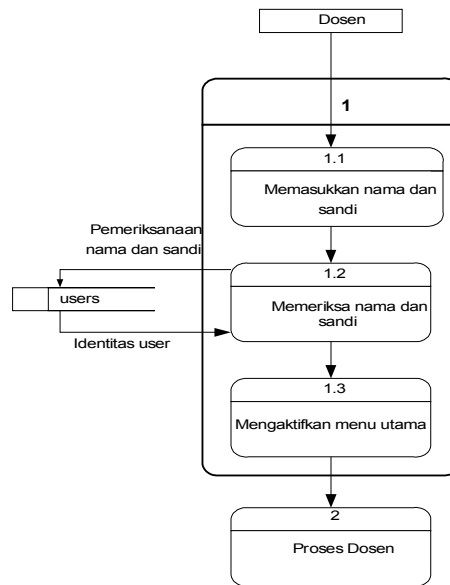 Dosen
1
1.1
Memasukkan nama dan
sandi
Pemeriksanaan
nama dan sandi
1.2
Memeriksa nama dan
sandi
users
Identitas user
1.3
Mengaktifkan menu utama
2
Proses Dosen